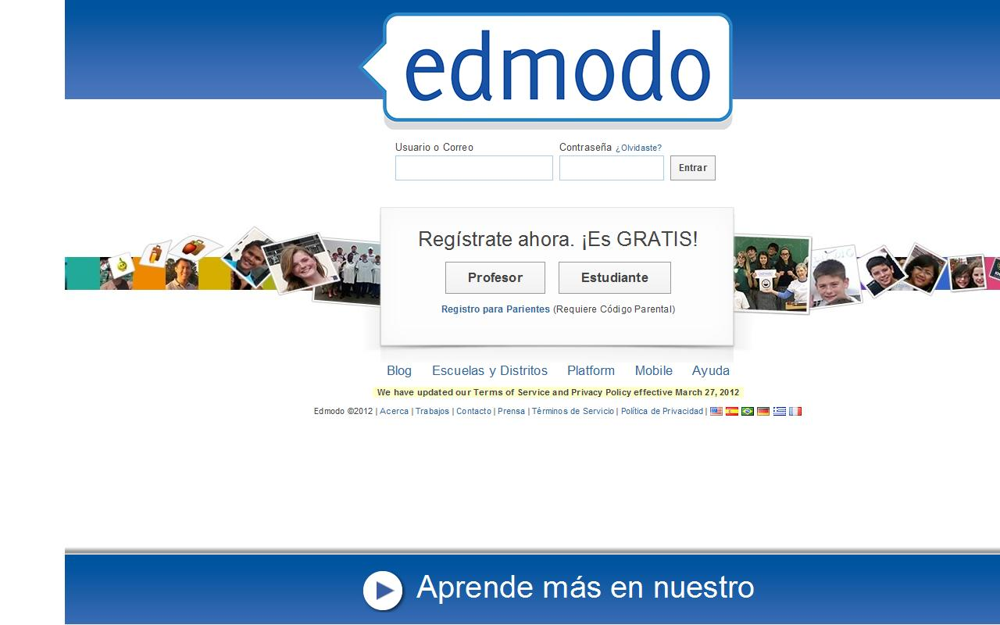 edmodo
Usuario o Correo
Contraseña ¿Olvidaste?
Entrar
Regístrate ahora. ¡Es GRATIS!
Profesor
Estudiante
Registro para Parientes (Requiere Código Parental)
Blog Escuelas y Distritos Platform Mobile Ayuda
We have updated our Terms of Service and Privacy Policy effective March 27, 2012
Edmodo ©2012 | Acerca | Trabajos | Contacto | Prensa | Términos de Servicio | Política de Privacidad |
Aprende más en nuestro